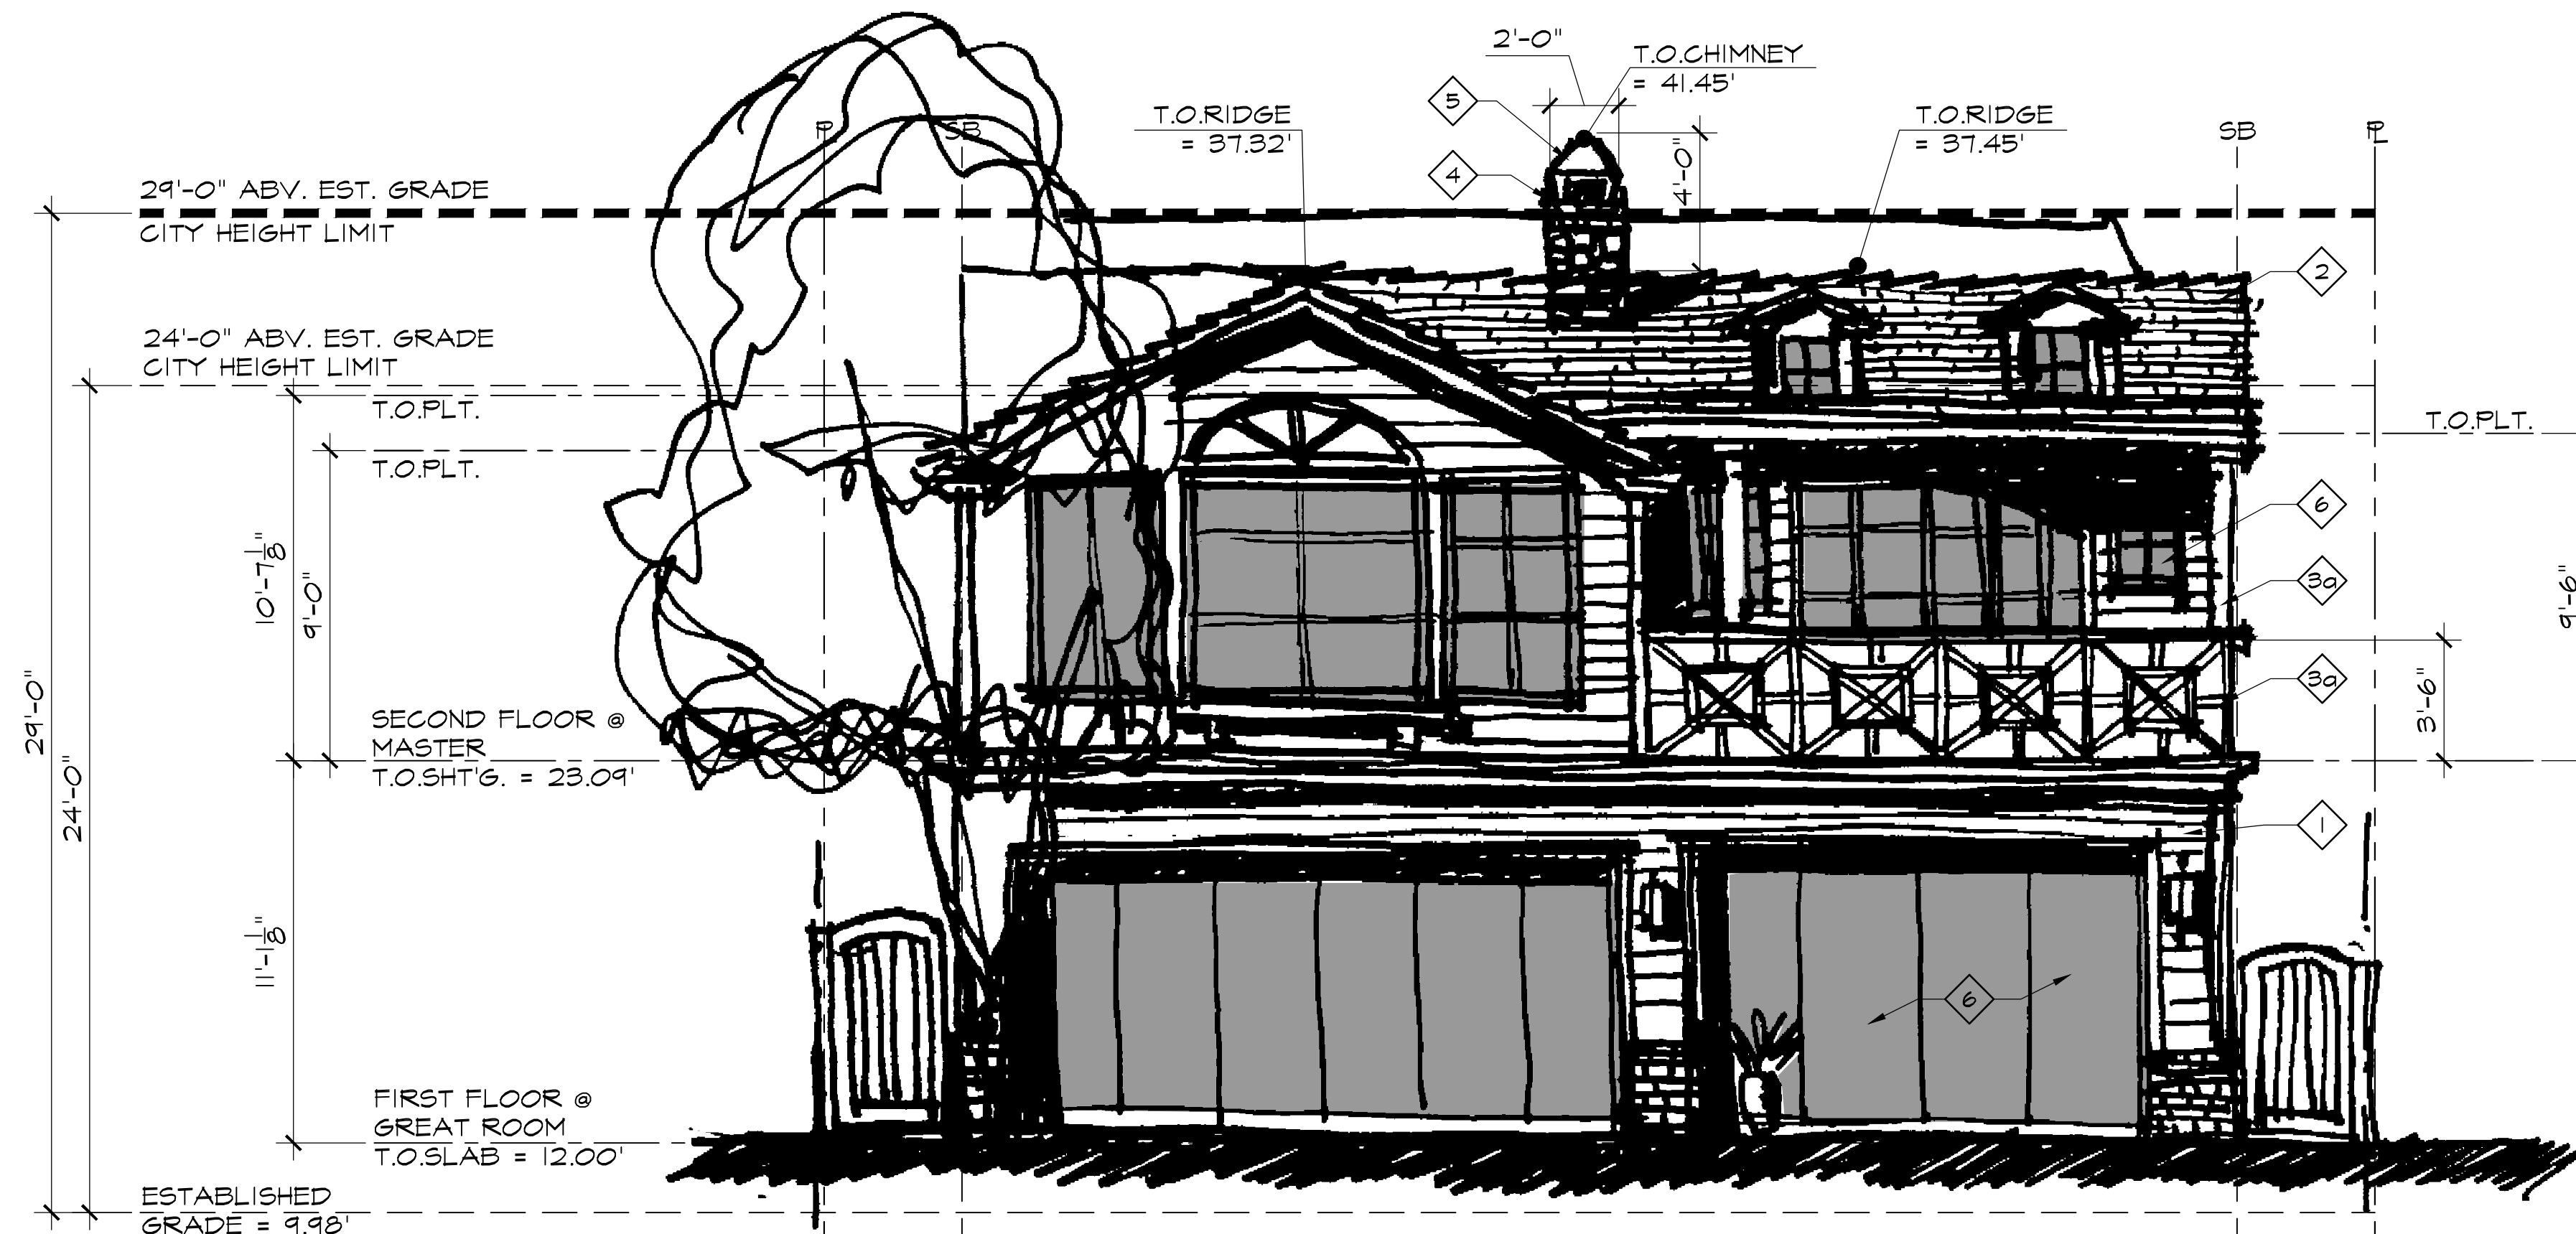 2'-0"
T.O.CHIMNEY
= 41.45'
5
T.O.RIDGE
= 37.32'
T.O.RIDGE
= 37.45'
P
SB
SB
PL
4'-0"
4
29'-0" ABV. EST. GRADE
CITY HEIGHT LIMIT
2
24'-0" ABV. EST. GRADE
CITY HEIGHT LIMIT
T.O.PLT.
T.O.PLT.
T.O.PLT.
6
10'-7 1/8"
9'-0"
3a
9'-6"
29'-0"
3a
3'-6"
SECOND FLOOR @
MASTER
T.O.SHT'G. = 23.09'
24'-0"
1
11'-1 1/8"
6
FIRST FLOOR @
GREAT ROOM
T.O.SLAB = 12.00'
ESTABLISHED
GRADE = 9.98'